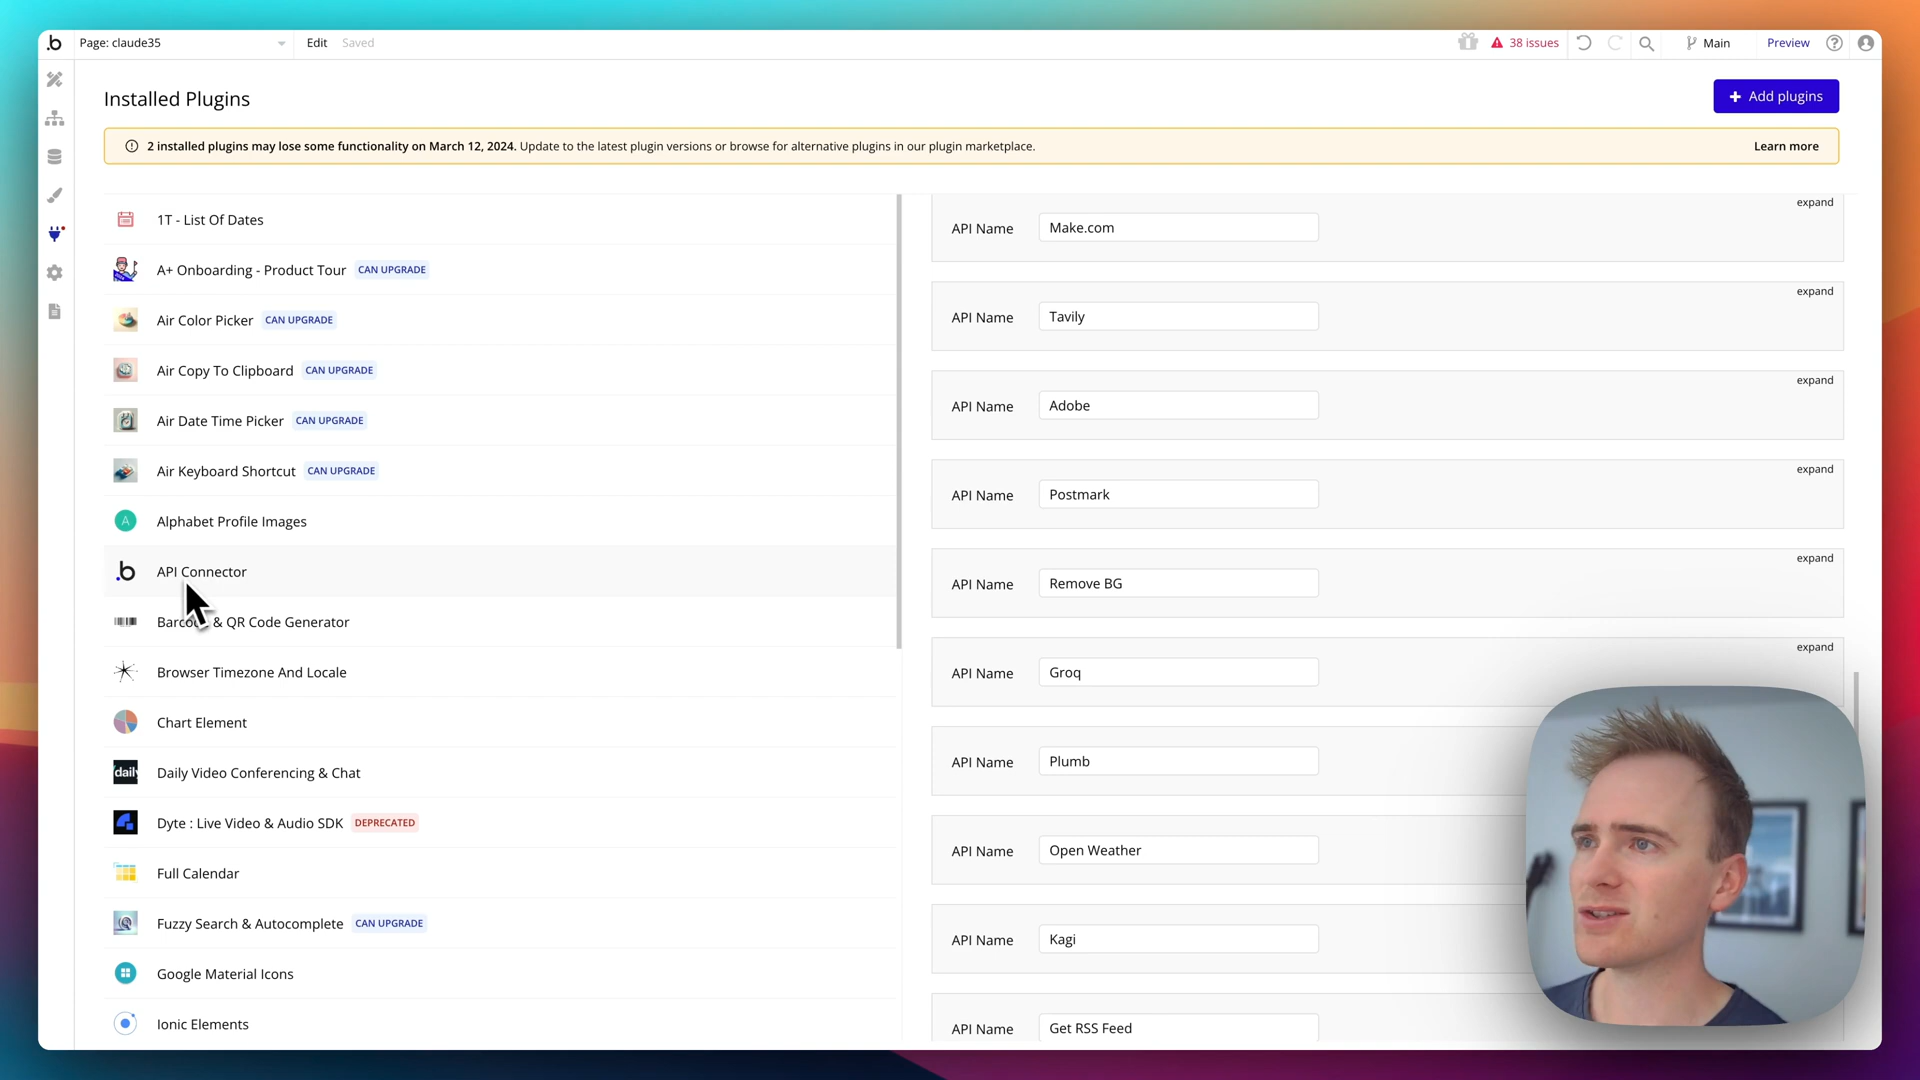 .b
Page: claude35
Edit
Saved
38 issues
Main
Preview
Installed Plugins
+ Add plugins
2 installed plugins may lose some functionality on March 12, 2024. Update to the latest plugin versions or browse for alternative plugins in our plugin marketplace.
Learn more
1T - List Of Dates
A+ Onboarding - Product Tour CAN UPGRADE
Air Color Picker CAN UPGRADE
Air Copy To Clipboard CAN UPGRADE
Air Date Time Picker CAN UPGRADE
Air Keyboard Shortcut CAN UPGRADE
A Alphabet Profile Images
.b API Connector
& QR Code Generator
Browser Timezone And Locale
Chart Element
daily Daily Video Conferencing & Chat
Dyte : Live Video & Audio SDK DEPRECATED
Full Calendar
Fuzzy Search & Autocomplete CAN UPGRADE
Google Material Icons
Ionic Elements
expand
API Name Make.com
expand
API Name Tavily
expand
API Name Adobe
expand
API Name Postmark
expand
API Name Remove BG
expand
API Name Groq
API Name Plumb
API Name Open Weather
API Name Kagi
API Name Get RSS Feed